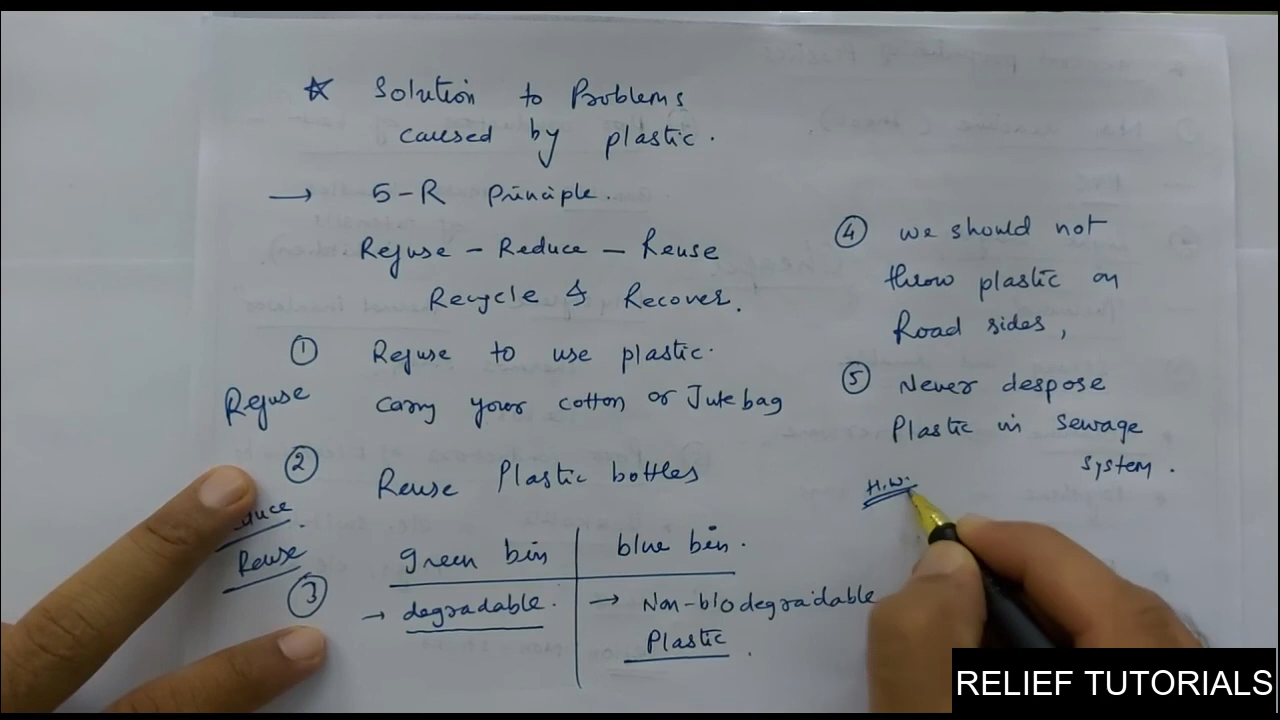 ☆ Solution to Problems
caused by plastic.
→ 5-R Principle.
Refuse - Reduce - Reuse
Recycle & Recover.
① Refuse to use plastic.
Refuse carry your cotton or Jute bag
② Reuse Plastic bottles
Reuse
③ green bin | blue bin.
→ degradable. | → Non-biodegradable
Plastic.
④ we should not
throw plastic on
Road sides,
⑤ Never despose
Plastic in sewage
system.
H.W.
RELIEF TUTORIALS